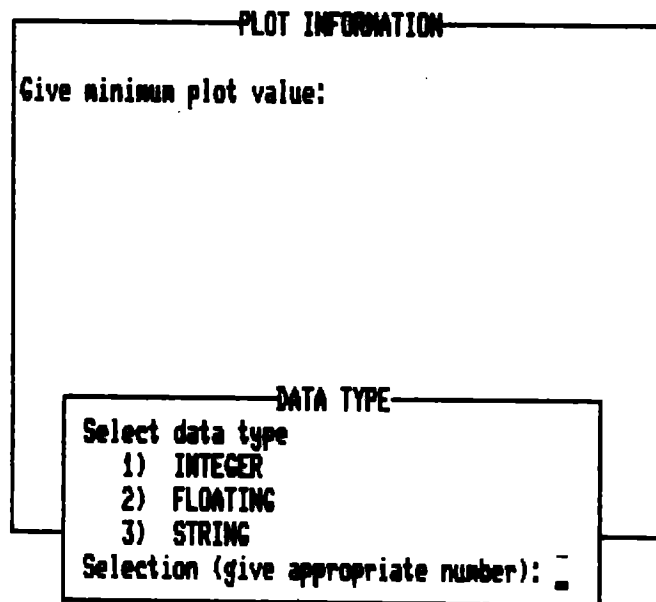 PLOT INFORMATION
Give minimum plot value:
DATA TYPE
Select data type
1) INTEGER
2) FLOATING
3) STRING
Selection (give appropriate number):